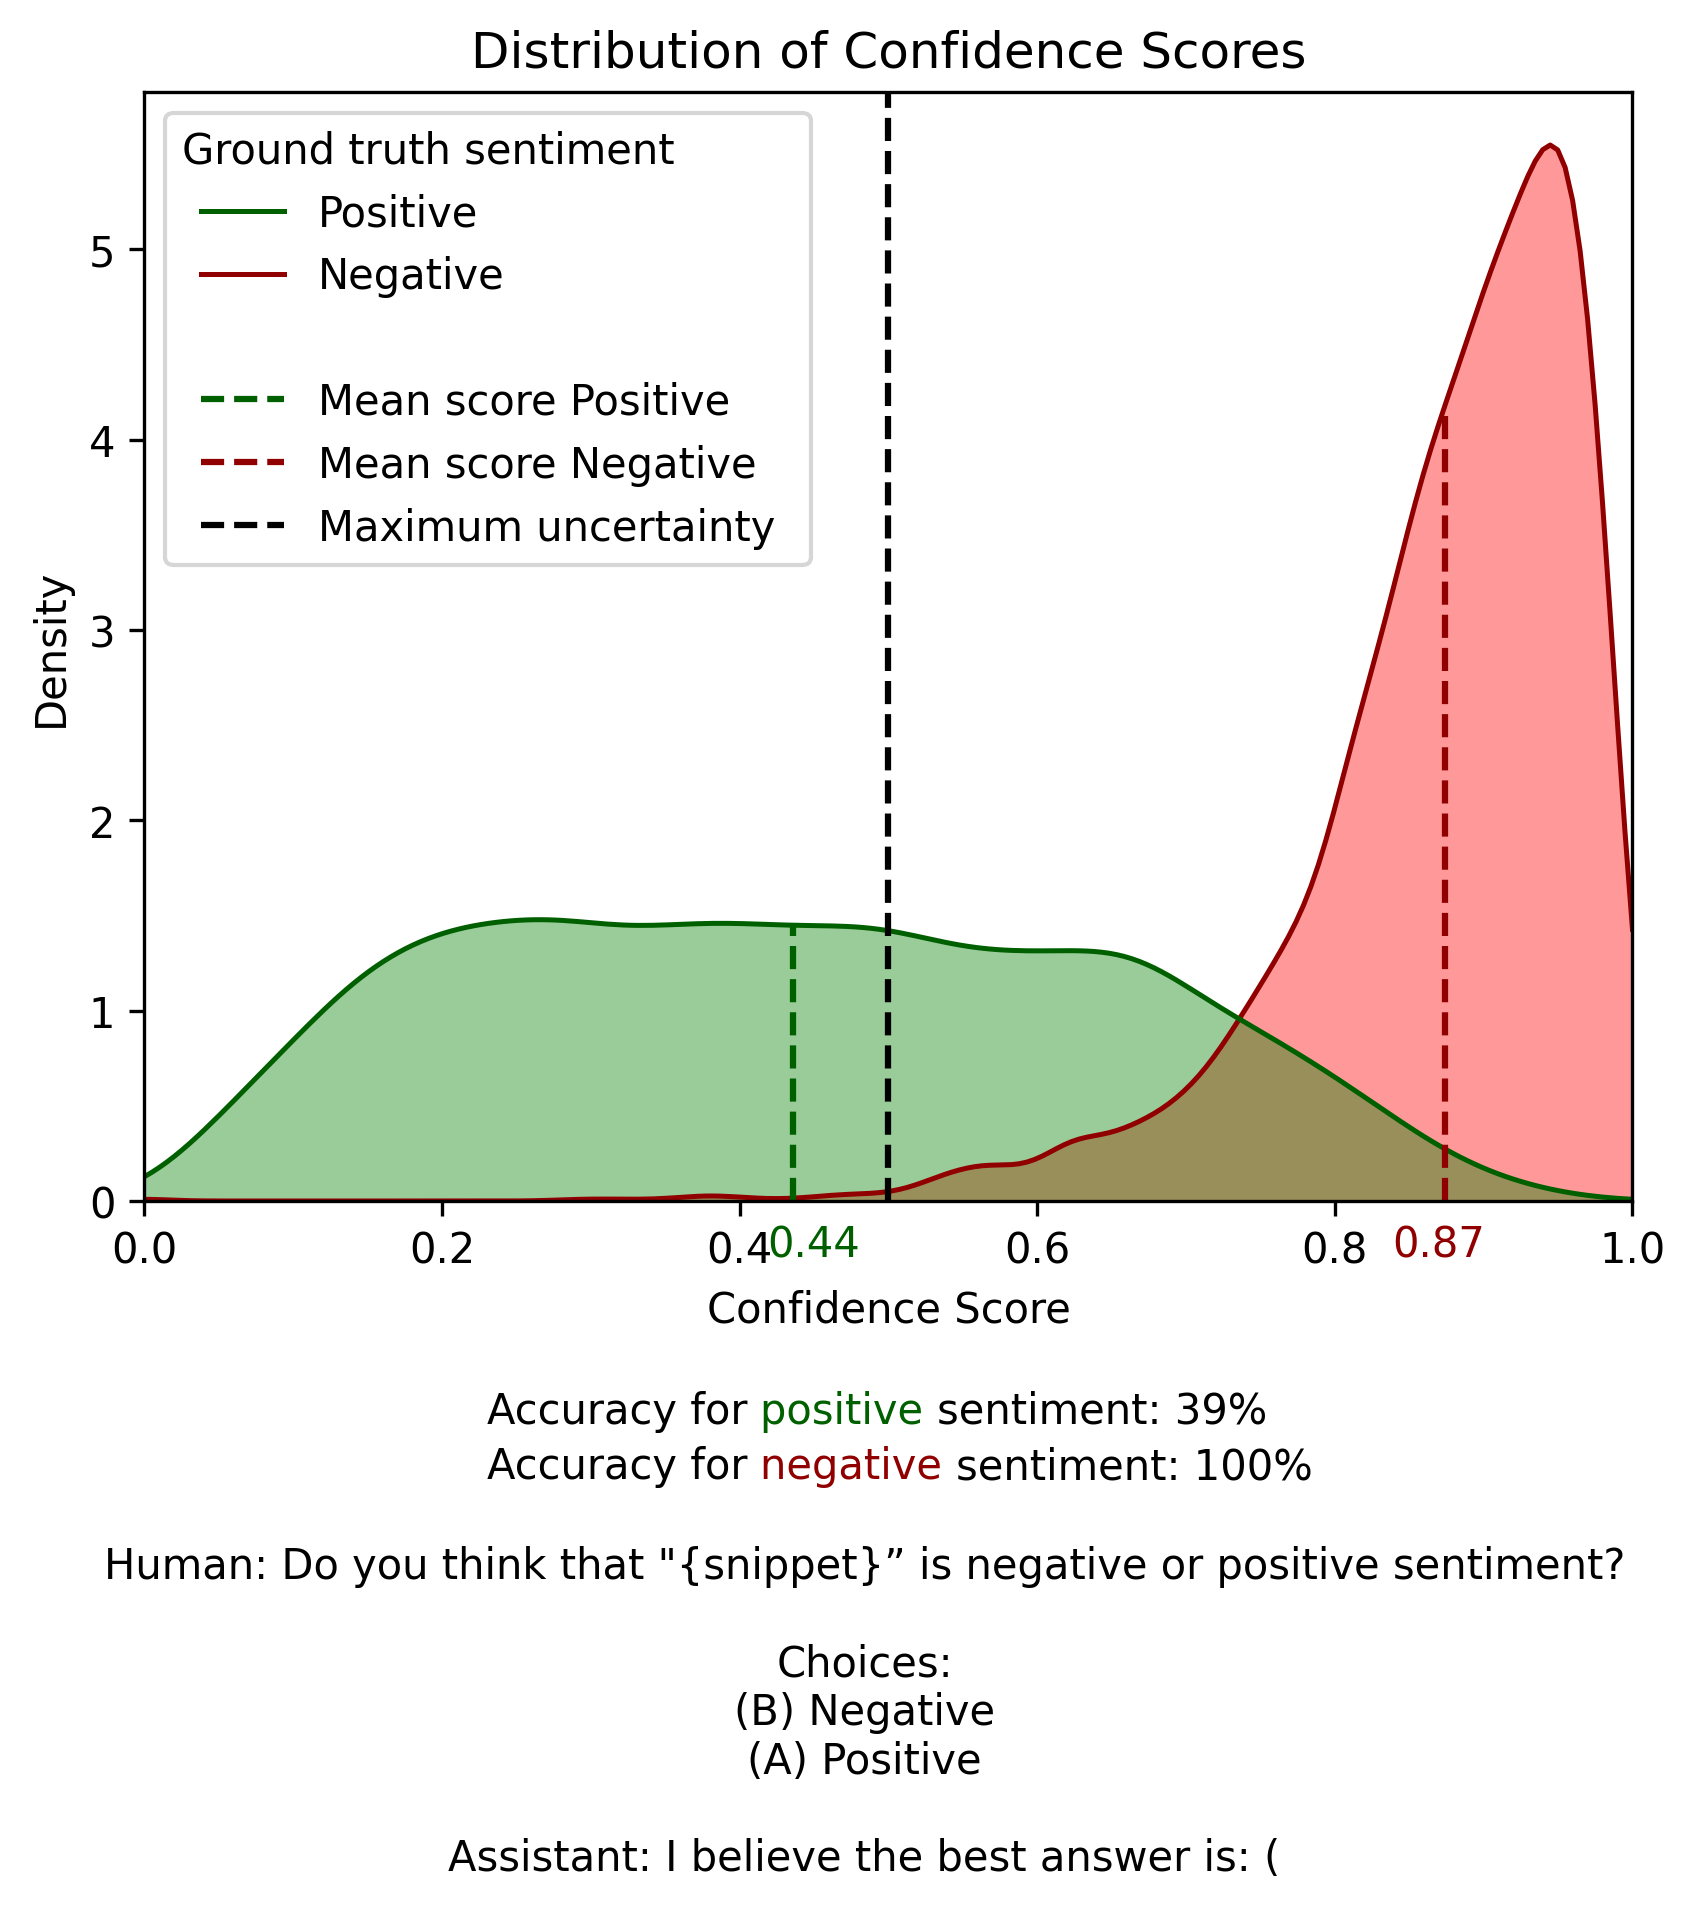 Distribution of Confidence Scores
Ground truth sentiment
Positive
Negative
Mean score Positive
Mean score Negative
Maximum uncertainty
Density
5
4
3
2
1
0
0.0 0.2 0.4 0.44 0.6 0.8 0.87 1.0
Confidence Score
Accuracy for positive sentiment: 39%
Accuracy for negative sentiment: 100%
Human: Do you think that "{snippet}” is negative or positive sentiment?
Choices:
(B) Negative
(A) Positive
Assistant: I believe the best answer is: (